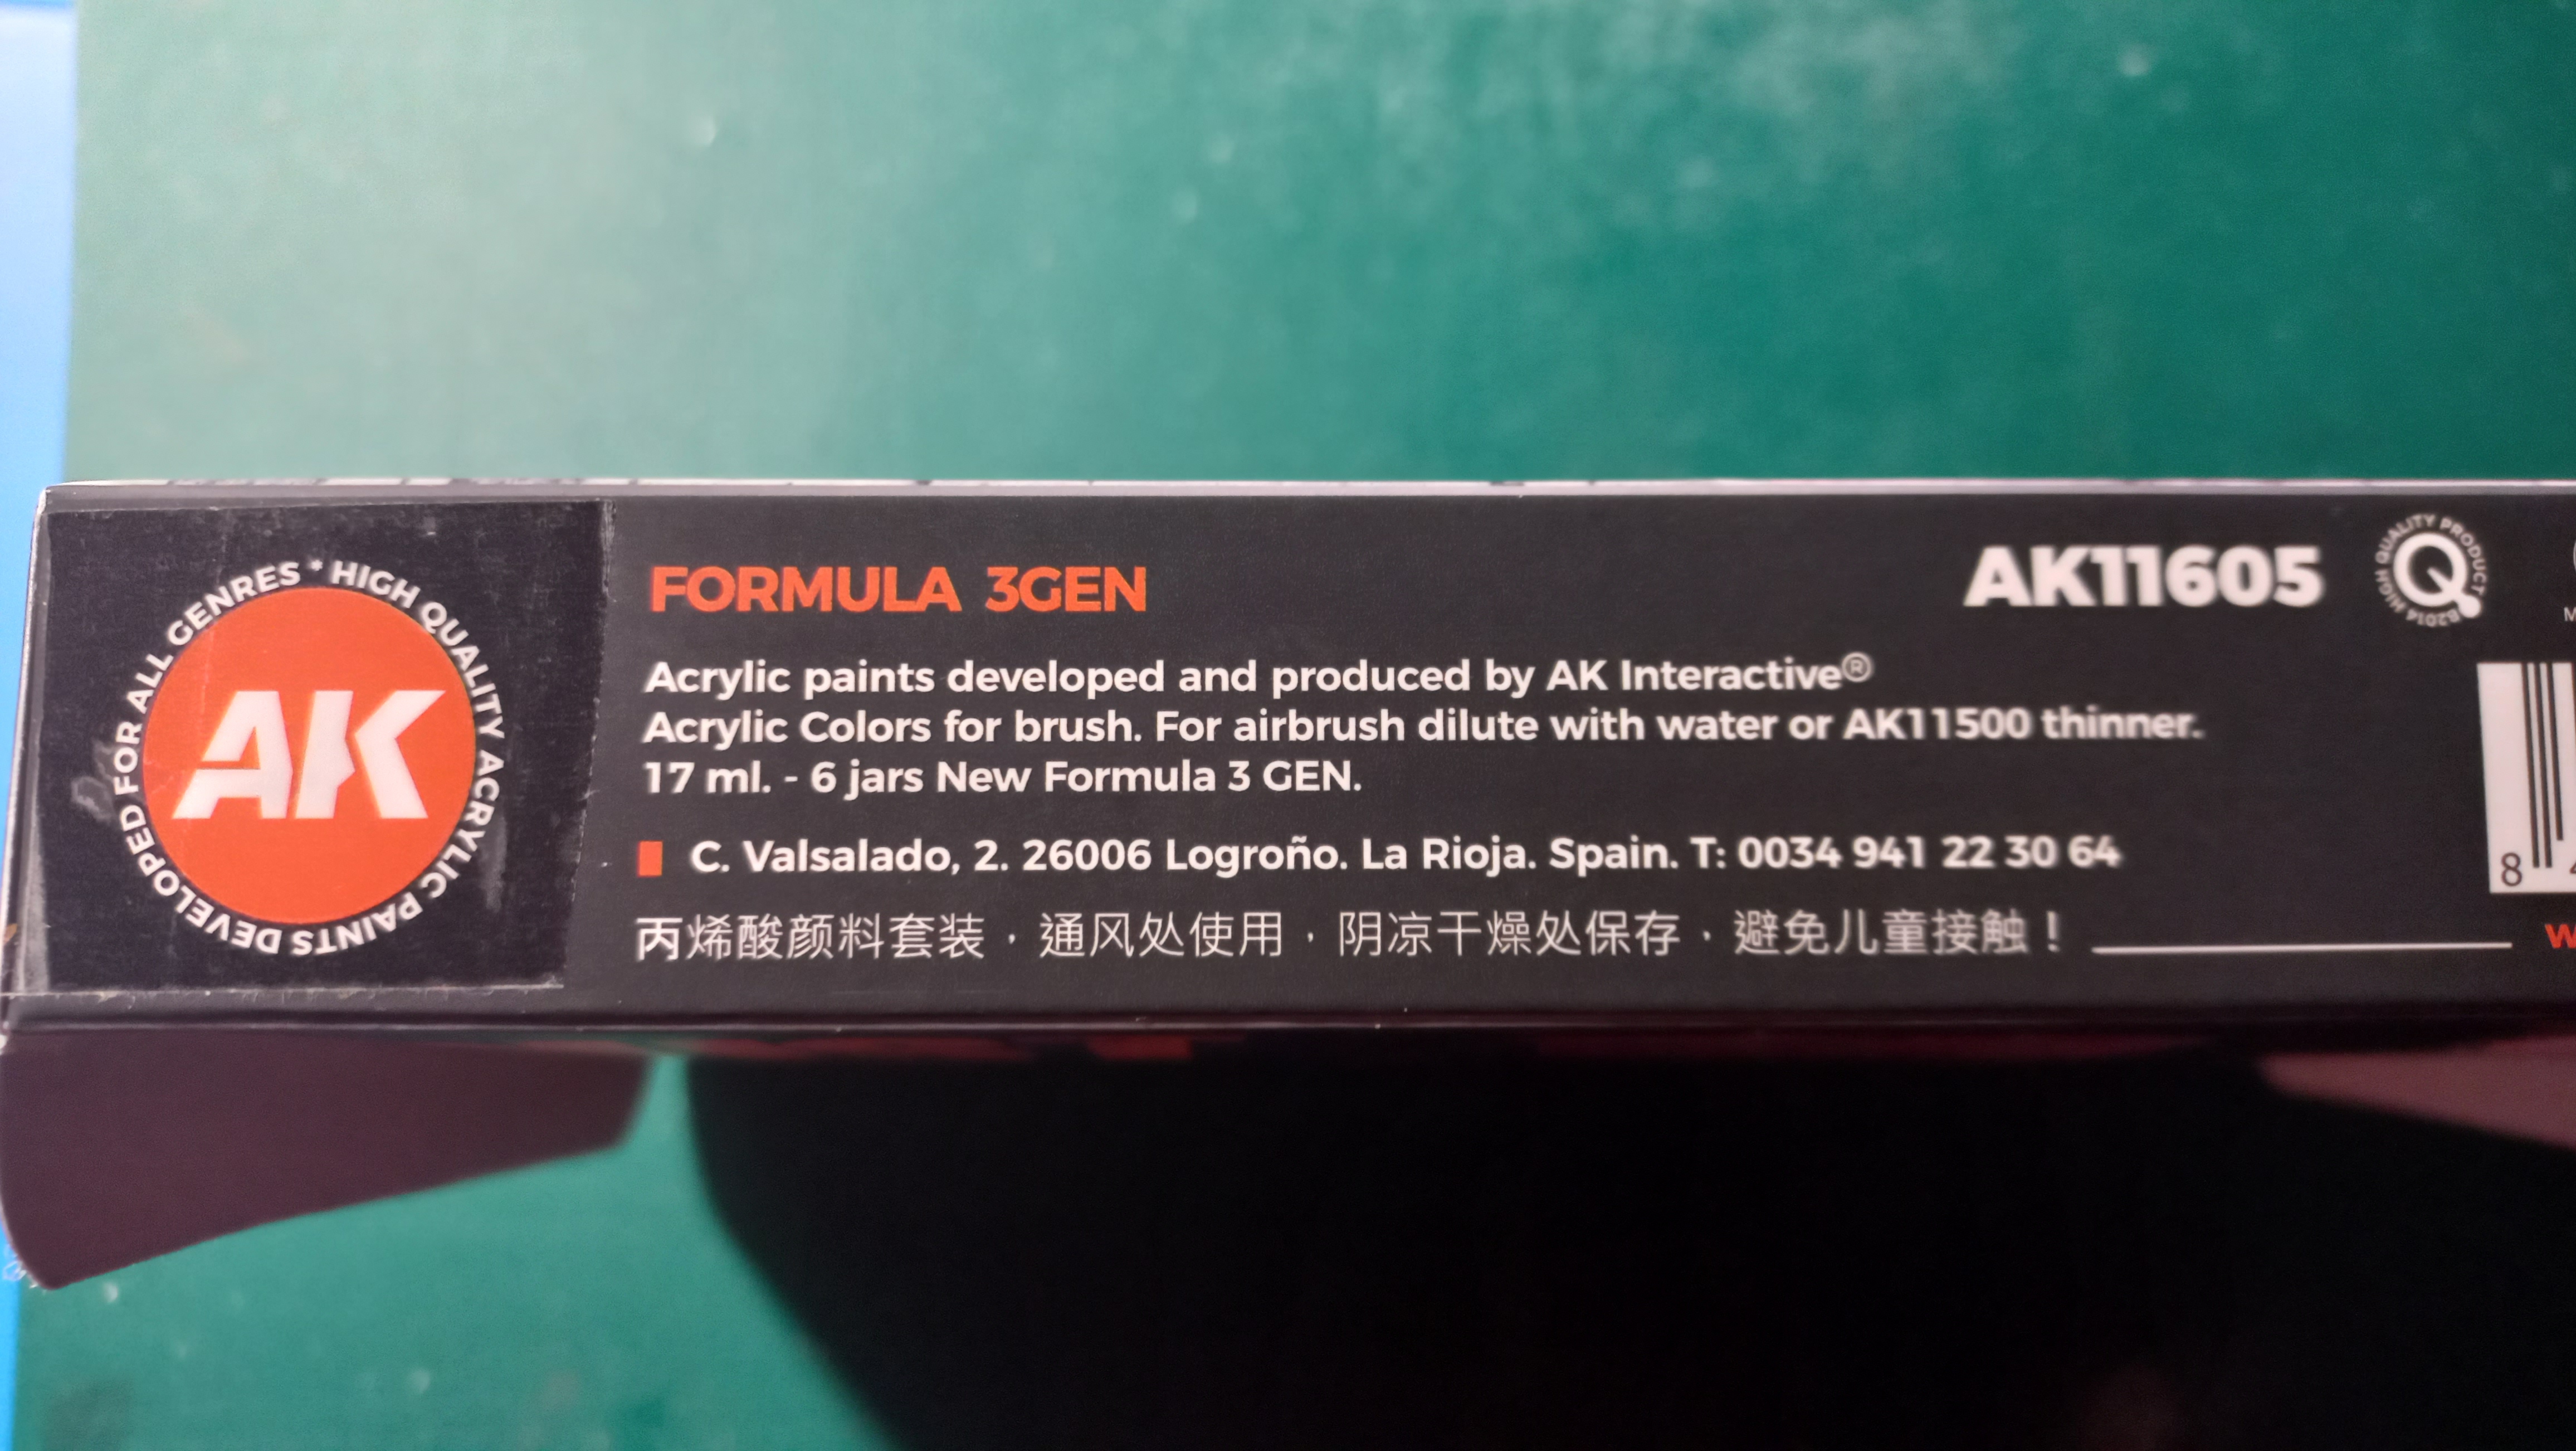 HIGH QUALITY ACRYLIC PAINTS DEVELOPED FOR ALL GENRES *
AK
FORMULA 3GEN
AK11605
HIGH QUALITY PRODUCT
Q
Acrylic paints developed and produced by AK Interactive®
Acrylic Colors for brush. For airbrush dilute with water or AK11500 thinner.
17 ml. - 6 jars New Formula 3 GEN.
C. Valsalado, 2. 26006 Logroño. La Rioja. Spain. T: 0034 941 22 30 64
丙烯酸颜料套装，通风处使用，阴凉干燥处保存，避免儿童接触！
8